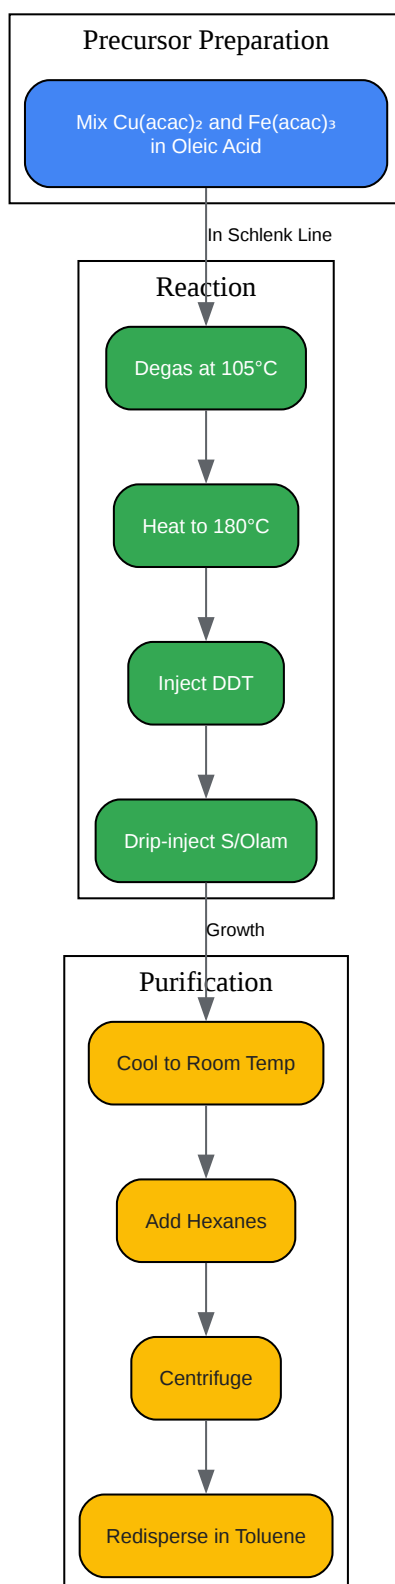 Precursor Preparation
Mix Cu(acac)₂ and Fe(acac)₃
in Oleic Acid
In Schlenk Line
Reaction
Degas at 105°C
Heat to 180°C
Inject DDT
Drip-inject S/Olam
Growth
Purification
Cool to Room Temp
Add Hexanes
Centrifuge
Redisperse in Toluene